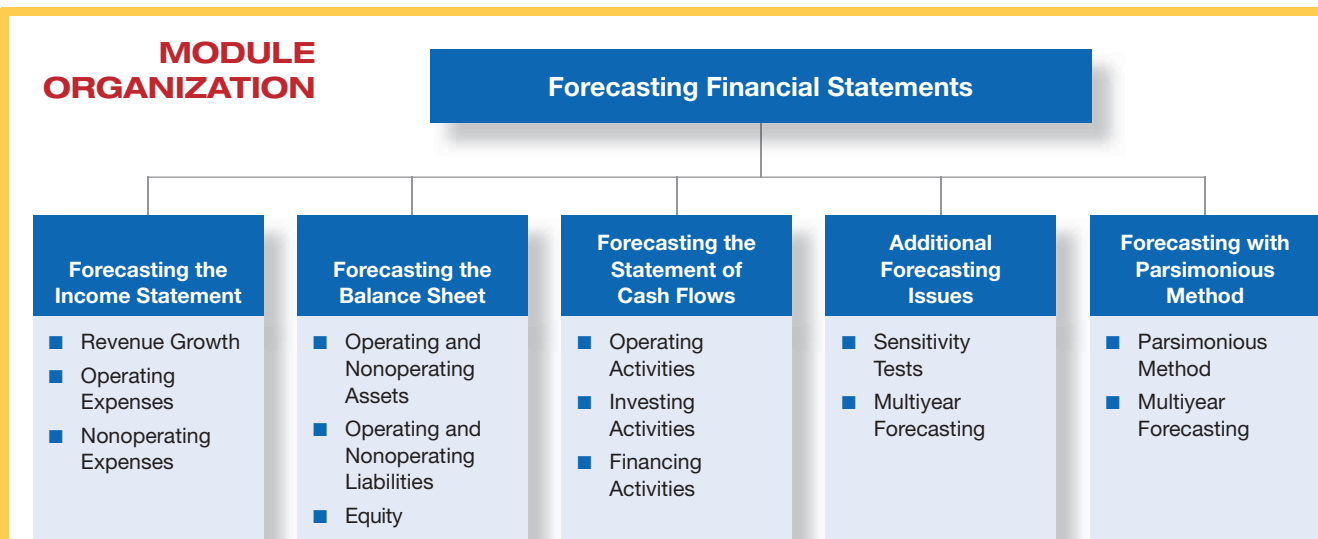 MODULE
ORGANIZATION
Forecasting Financial Statements
Forecasting the
Income Statement
■ Revenue Growth
■ Operating
Expenses
■ Nonoperating
Expenses
Forecasting the
Balance Sheet
■ Operating and
Nonoperating
Assets
■ Operating and
Nonoperating
Liabilities
■ Equity
Forecasting the
Statement of
Cash Flows
■ Operating
Activities
■ Investing
Activities
■ Financing
Activities
Additional
Forecasting
Issues
■ Sensitivity
Tests
■ Multiyear
Forecasting
Forecasting with
Parsimonious
Method
■ Parsimonious
Method
■ Multiyear
Forecasting